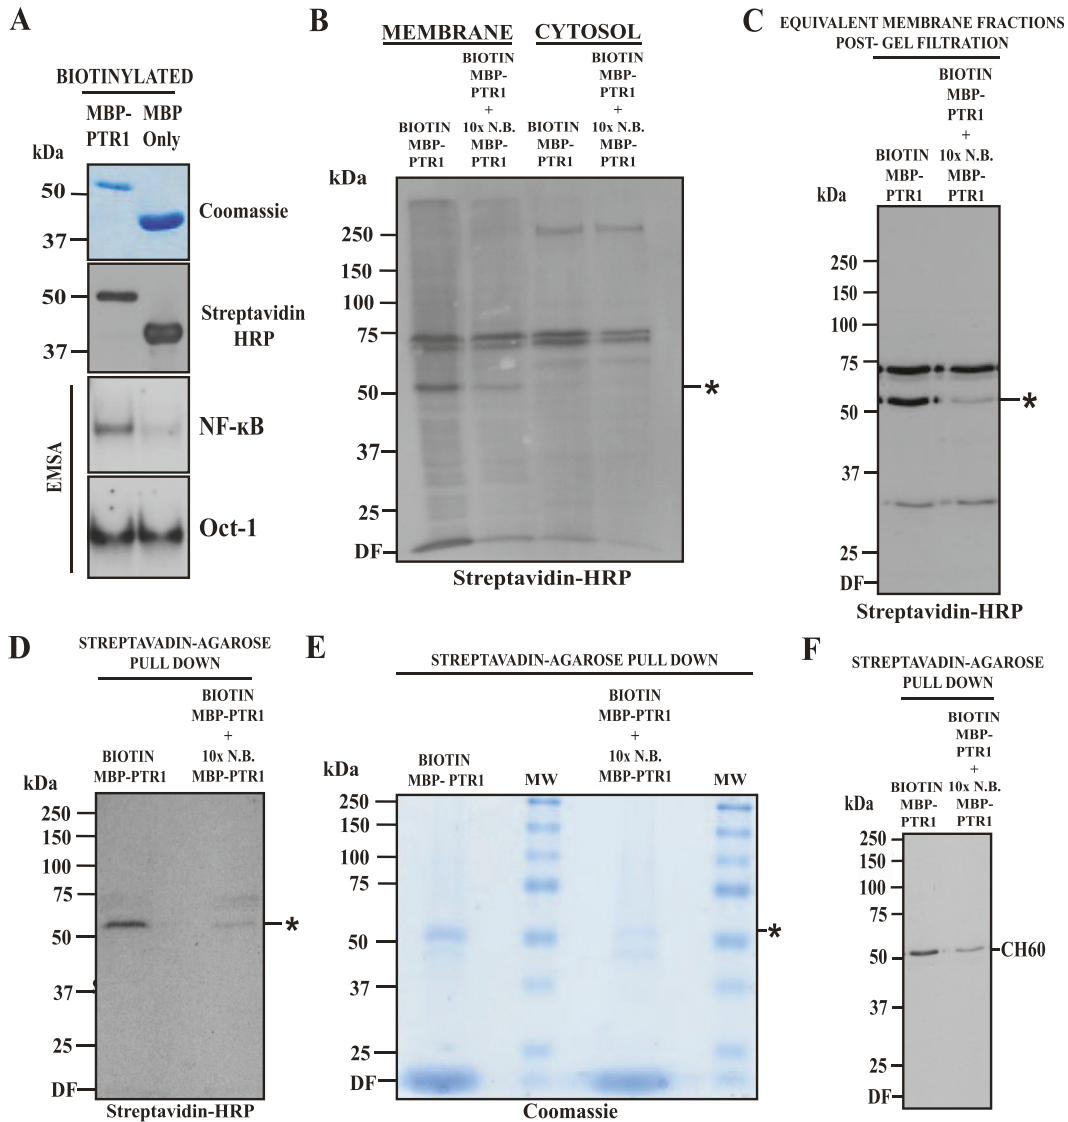 A
BIOTINYLATED
MBP-
PTR1
MBP
Only
kDa
50
37
Coomassie
50
37
Streptavidin
HRP
EMSA
NF-κB
Oct-1
B
MEMBRANE
CYTOSOL
BIOTIN
MBP-
PTR1
BIOTIN
MBP-
PTR1
+
10x N.B.
MBP-
PTR1
BIOTIN
MBP-
PTR1
BIOTIN
MBP-
PTR1
+
10x N.B.
MBP-
PTR1
kDa
250
150
100
75
50
37
25
DF
*
Streptavidin-HRP
C
EQUIVALENT MEMBRANE FRACTIONS
POST- GEL FILTRATION
BIOTIN
MBP-
PTR1
BIOTIN
MBP-
PTR1
+
10x N.B.
MBP-
PTR1
kDa
250
150
100
75
50
37
25
DF
*
Streptavidin-HRP
D
STREPTAVADIN-AGAROSE
PULL DOWN
BIOTIN
MBP-PTR1
BIOTIN
MBP-PTR1
+
10x N.B.
MBP-PTR1
kDa
250
150
100
75
50
37
25
DF
*
Streptavidin-HRP
E
STREPTAVADIN-AGAROSE PULL DOWN
BIOTIN
MBP- PTR1
MW
BIOTIN
MBP-PTR1
+
10x N.B.
MBP-PTR1
MW
kDa
250
150
100
75
50
37
25
DF
*
Coomassie
F
STREPTAVADIN-AGAROSE
PULL DOWN
BIOTIN
MBP-
PTR1
BIOTIN
MBP-
PTR1
+
10x N.B.
MBP-
PTR1
kDa
250
150
100
75
50
37
25
DF
CH60